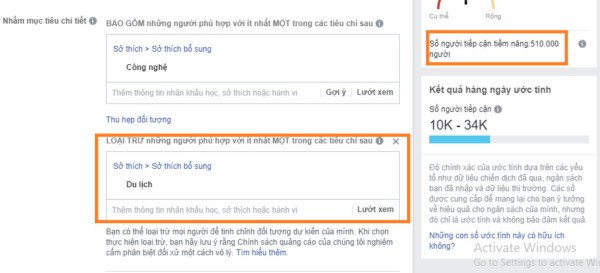 Nhắm mục tiêu chi tiết
BAO GỒM những người phù hợp với ít nhất MỘT trong các tiêu chí sau
Sở thích > Sở thích bổ sung
Công nghệ
Thêm thông tin nhân khẩu học, sở thích hoặc hành vi
Gợi ý
Lướt xem
Thu hẹp đối tượng
LOẠI TRỪ những người phù hợp với ít nhất MỘT trong các tiêu chí sau
Sở thích > Sở thích bổ sung
Du lịch
Thêm thông tin nhân khẩu học, sở thích hoặc hành vi
Lướt xem
Bạn có thể loại trừ mọi người để tinh chỉnh đối tượng dự kiến của mình. Khi chọn
thực hiện loại trừ, bạn hãy lưu ý rằng Chính sách quảng cáo của chúng tôi nghiêm
cấm phân biệt đối xử một cách vô lý. Tìm hiểu thêm.
Cụ thể
Rộng
Số người tiếp cận tiềm năng:510.000
người
Kết quả hàng ngày ước tính
Số người tiếp cận
10K - 34K
Độ chính xác của ước tính dựa trên các yếu
tố như dữ liệu chiến dịch đã qua, ngân sách
bạn đã nhập và dữ liệu thị trường. Các số
được cung cấp để mang lại cho bạn ý tưởng
về hiệu quả cho ngân sách của mình, nhưng
đó chỉ là ước tính và không bảo đảm kết quả.
Những con số ước tính này có hữu ích
không?
Activate Windows
Go to Settings to activate Win